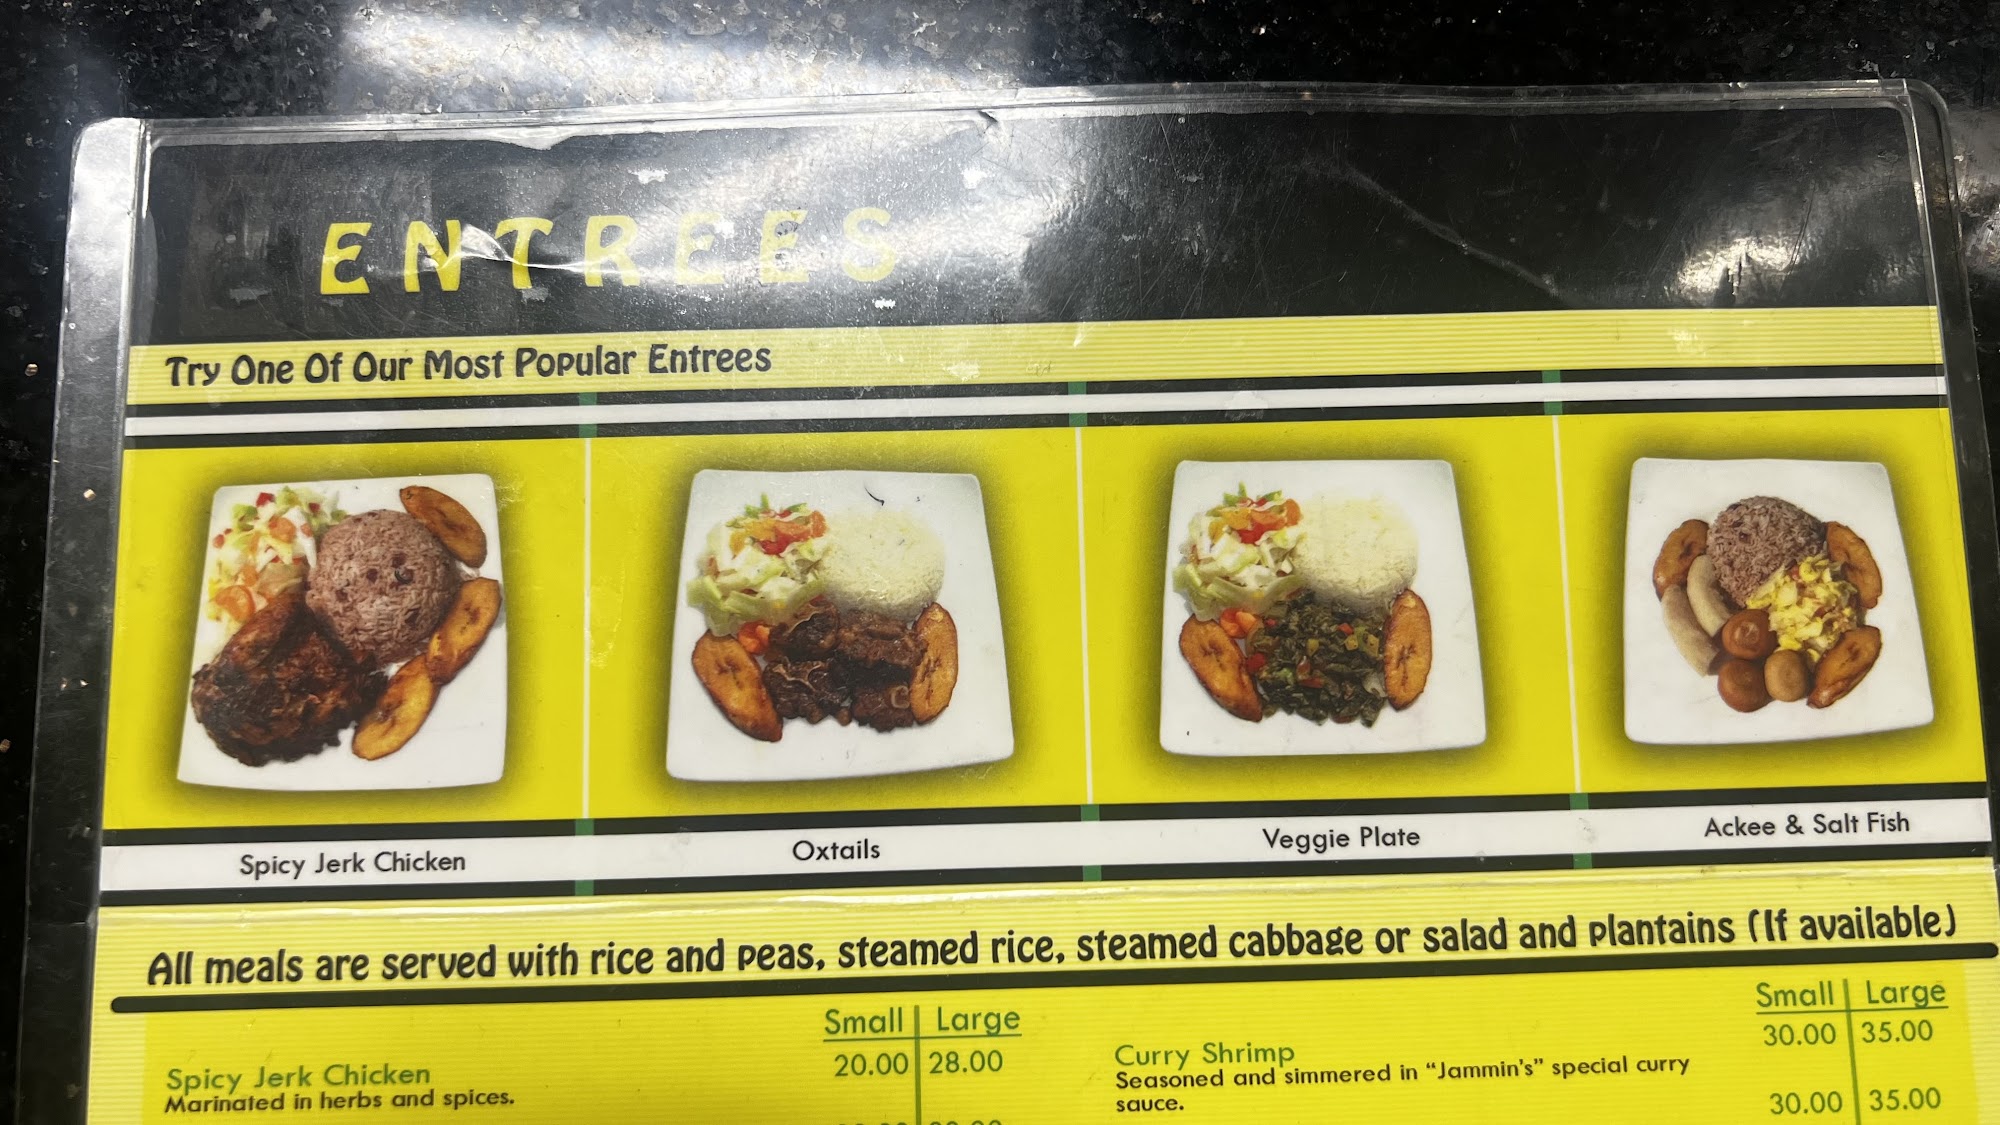 ENTREES
Try One Of Our Most Popular Entrees
Spicy Jerk Chicken
Oxtails
Veggie Plate
Ackee & Salt Fish
All meals are served with rice and peas, steamed rice, steamed cabbage or salad and plantains (If available)
Small | Large
Spicy Jerk Chicken 20.00 | 28.00
Marinated in herbs and spices.
Small | Large
30.00 | 35.00
Curry Shrimp
Seasoned and simmered in “Jammin's” special curry
sauce.
30.00 | 35.00